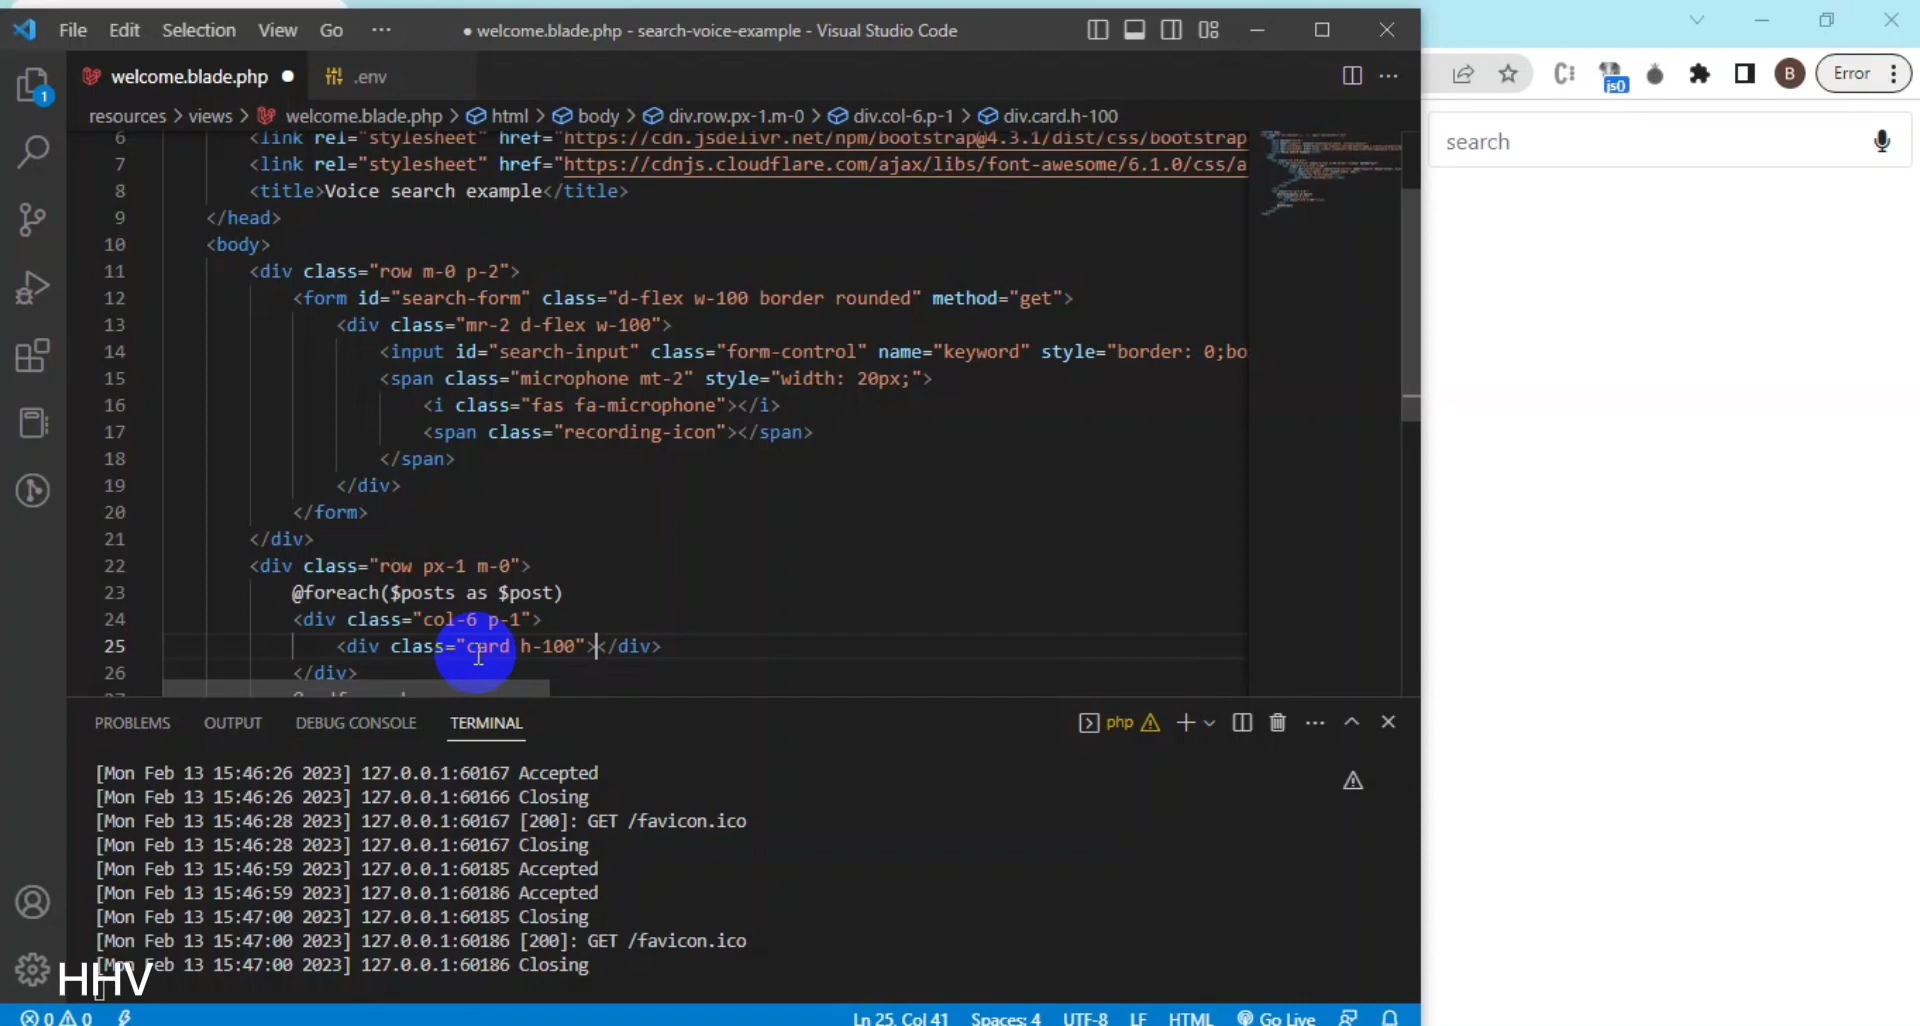 File Edit Selection View Go ··· ● welcome.blade.php - search-voice-example - Visual Studio Code
welcome.blade.php ● .env
resources > views > welcome.blade.php > html > body > div.row.px-1.m-0 > div.col-6.p-1 > div.card.h-100
6 <link rel="stylesheet" href="https://cdn.jsdelivr.net/npm/bootstrap@4.3.1/dist/css/bootstrap
7 <link rel="stylesheet" href="https://cdnjs.cloudflare.com/ajax/libs/font-awesome/6.1.0/css/a
8 <title>Voice search example</title>
9 </head>
10 <body>
11 <div class="row m-0 p-2">
12 <form id="search-form" class="d-flex w-100 border rounded" method="get">
13 <div class="mr-2 d-flex w-100">
14 <input id="search-input" class="form-control" name="keyword" style="border: 0;bo
15 <span class="microphone mt-2" style="width: 20px;">
16 <i class="fas fa-microphone"></i>
17 <span class="recording-icon"></span>
18 </span>
19 </div>
20 </form>
21 </div>
22 <div class="row px-1 m-0">
23 @foreach($posts as $post)
24 <div class="col-6 p-1">
25 <div class="card h-100"></div>
26 </div>
PROBLEMS OUTPUT DEBUG CONSOLE TERMINAL php
[Mon Feb 13 15:46:26 2023] 127.0.0.1:60167 Accepted
[Mon Feb 13 15:46:26 2023] 127.0.0.1:60166 Closing
[Mon Feb 13 15:46:28 2023] 127.0.0.1:60167 [200]: GET /favicon.ico
[Mon Feb 13 15:46:28 2023] 127.0.0.1:60167 Closing
[Mon Feb 13 15:46:59 2023] 127.0.0.1:60185 Accepted
[Mon Feb 13 15:46:59 2023] 127.0.0.1:60186 Accepted
[Mon Feb 13 15:47:00 2023] 127.0.0.1:60185 Closing
[Mon Feb 13 15:47:00 2023] 127.0.0.1:60186 [200]: GET /favicon.ico
[Mon Feb 13 15:47:00 2023] 127.0.0.1:60186 Closing
HHV
0 0 Ln 25, Col 41 Spaces: 4 UTF-8 LF HTML Go Live
1
js0 B Error
search